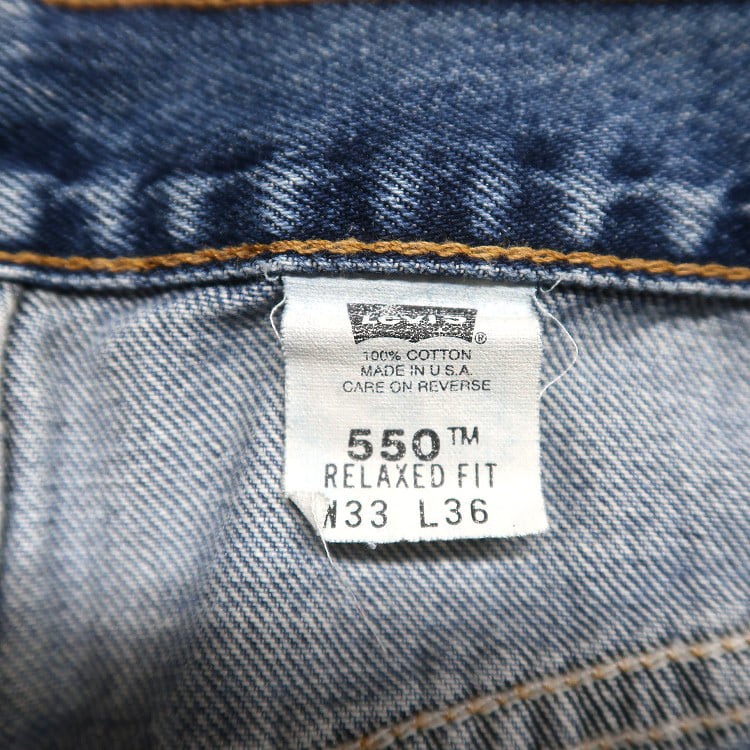 Levi's®
100% COTTON
MADE IN U.S.A.
CARE ON REVERSE
550™
RELAXED FIT
W33 L36